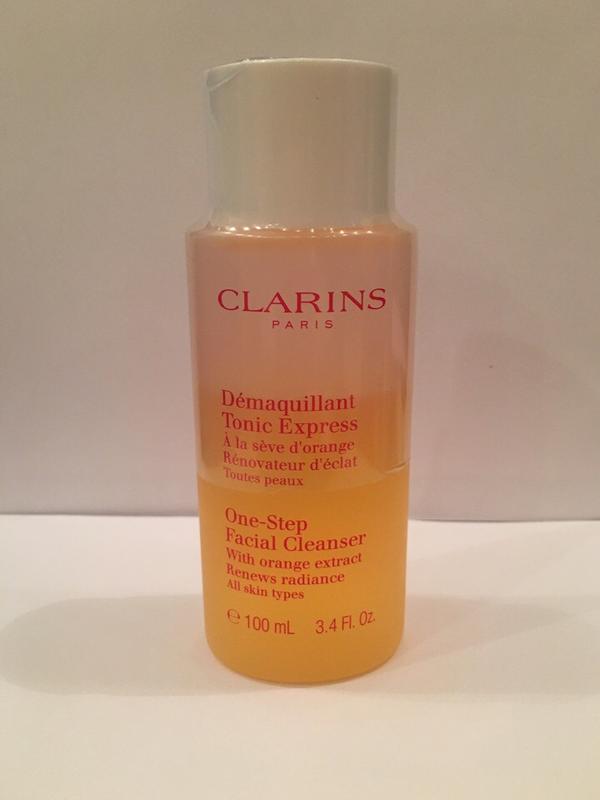 CLARINS
PARIS
Démaquillant
Tonic Express
À la sève d'orange
Rénovateur d'éclat
Toutes peaux
One-Step
Facial Cleanser
With orange extract
Renews radiance
All skin types
℮ 100 mL 3.4 Fl. Oz.